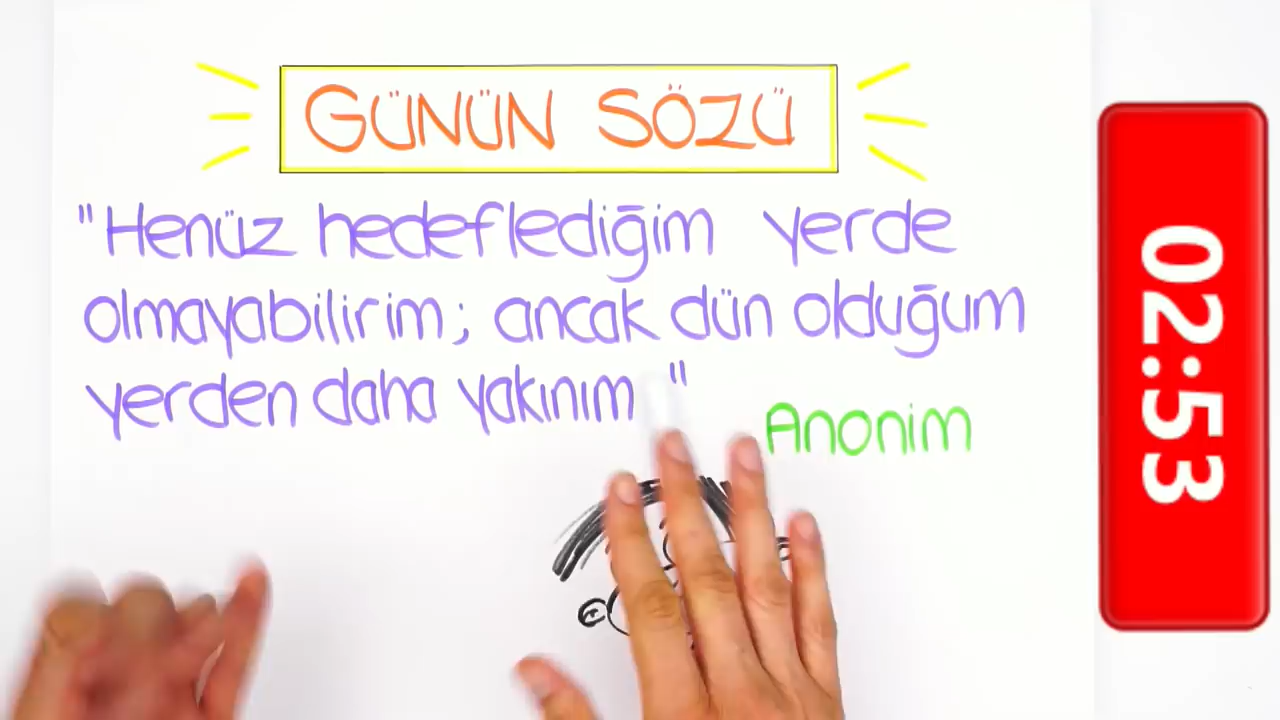 GÜNÜN SÖZÜ
"Henüz hedeflediğim yerde
olmayabilirim; ancak dün olduğum
yerden daha yakınım "
Anonim
02:53